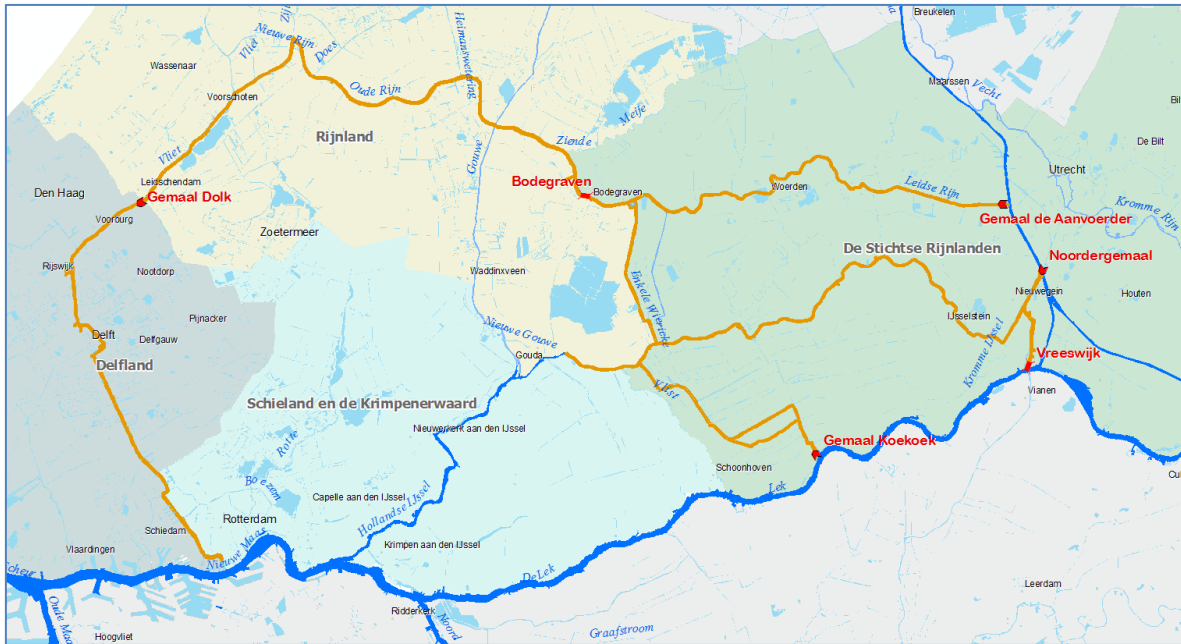 Breukelen
Zijl
Nieuwe Rijn
Heimanswetering
Vliet
Does
Wassenaar
Maarssen
Vecht
Voorschoten
Oude Rijn
Meije
Rijnland
Ziende
De Bilt
Vliet
Gouwe
Utrecht
Leidschendam
Bodegraven
Woerden
Leidse Rijn
Den Haag
Gemaal Dolk
Bodegraven
Kromme Rijn
Voorburg
Gemaal de Aanvoerder
Zoetermeer
De Stichtse Rijnlanden
Noordergemaal
Rijswijk
Nootdorp
Waddinxveen
Enkele Wiericke
Nieuwegein
Houten
Pijnacker
Nieuwe Gouwe
IJsselstein
Delft
Delfgauw
Kromme IJssel
Gouda
Vreeswijk
Delfland
Vlist
Vianen
Schieland en de Krimpenerwaard
Nieuwerkerk aan den IJssel
Rotte
Gemaal Koekoek
Schoonhoven
Boezem
Lek
Capelle aan den IJssel
Hollandse IJssel
Rotterdam
Schiedam
Krimpen aan den IJssel
Vlaardingen
Nieuwe Maas
De Lek
Leerdam
Oude Maa
Ridderkerk
Noord
Graafstroom
Hoogvliet